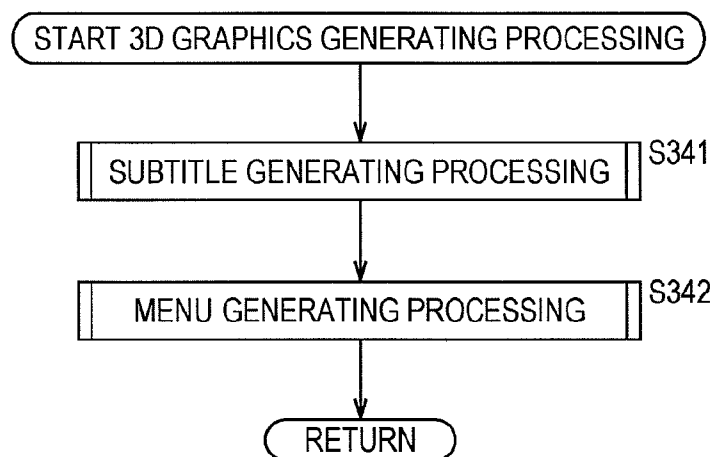 START 3D GRAPHICS GENERATING PROCESSING
SUBTITLE GENERATING PROCESSING
S341
MENU GENERATING PROCESSING
S342
RETURN